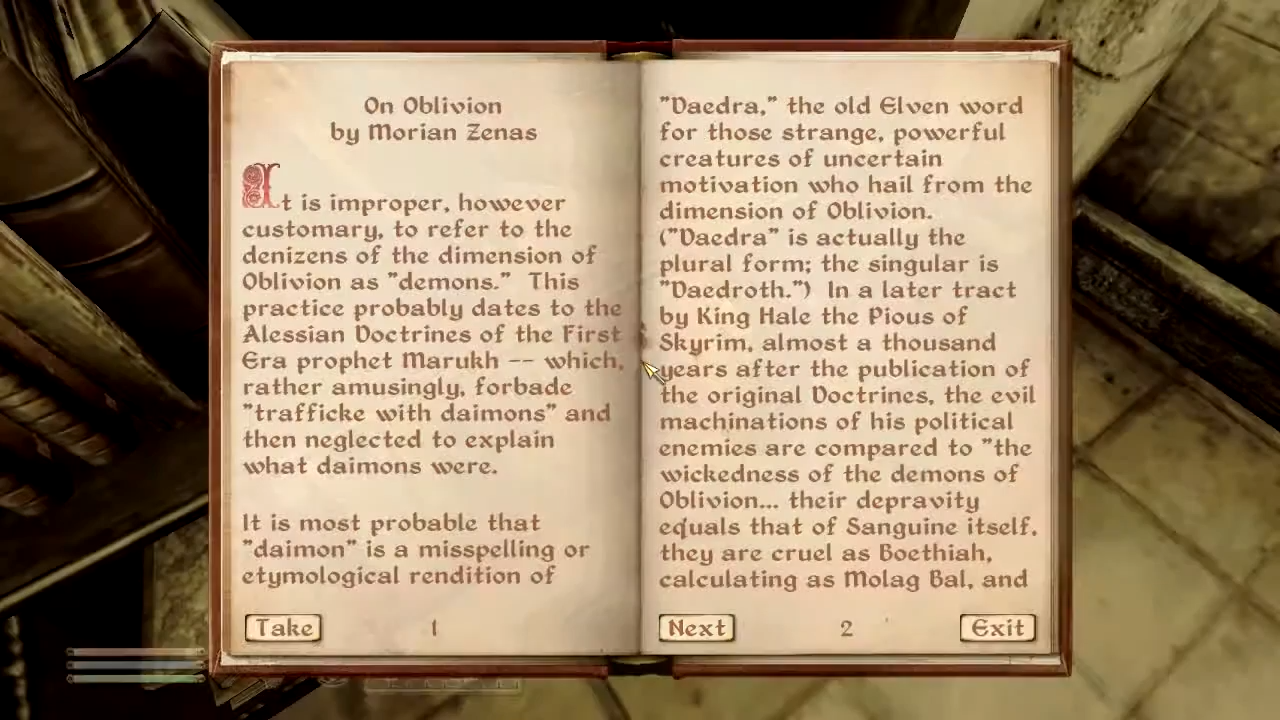 On Oblivion
by Morian Zenas
It is improper, however
customary, to refer to the
denizens of the dimension of
Oblivion as "demons."  This
practice probably dates to the
Alessian Doctrines of the First
Era prophet Marukh -- which,
rather amusingly, forbade
"trafficke with daimons" and
then neglected to explain
what daimons were.
It is most probable that
"daimon" is a misspelling or
etymological rendition of
Take
1
"Daedra," the old Elven word
for those strange, powerful
creatures of uncertain
motivation who hail from the
dimension of Oblivion.
("Daedra" is actually the
plural form; the singular is
"Daedroth.")  In a later tract
by King Hale the Pious of
Skyrim, almost a thousand
years after the publication of
the original Doctrines, the evil
machinations of his political
enemies are compared to "the
wickedness of the demons of
Oblivion... their depravity
equals that of Sanguine itself,
they are cruel as Boethiah,
calculating as Molag Bal, and
Next
2
Exit